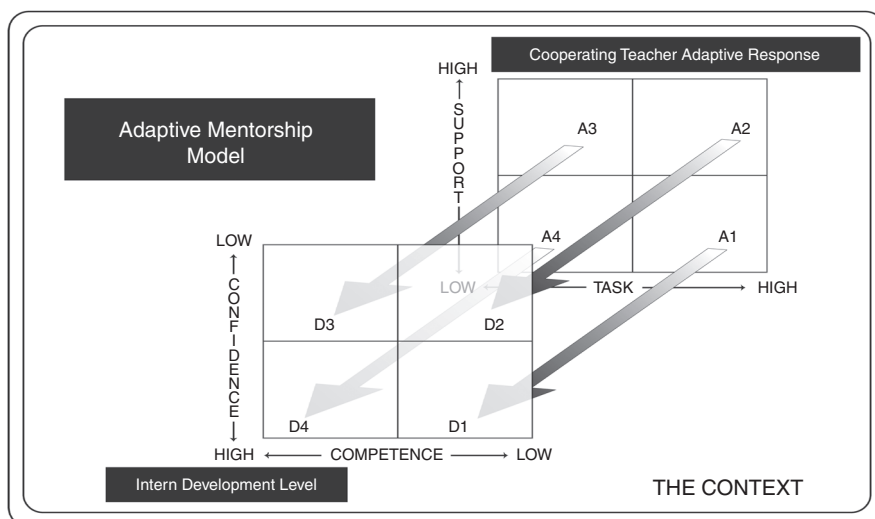 Cooperating Teacher Adaptive Response
HIGH
Adaptive Mentorship
Model
SUPPORT
A3
A2
A4
A1
LOW
TASK
HIGH
LOW
CONFIDENCE
D3
D2
D4
D1
HIGH
COMPETENCE
LOW
Intern Development Level
THE CONTEXT